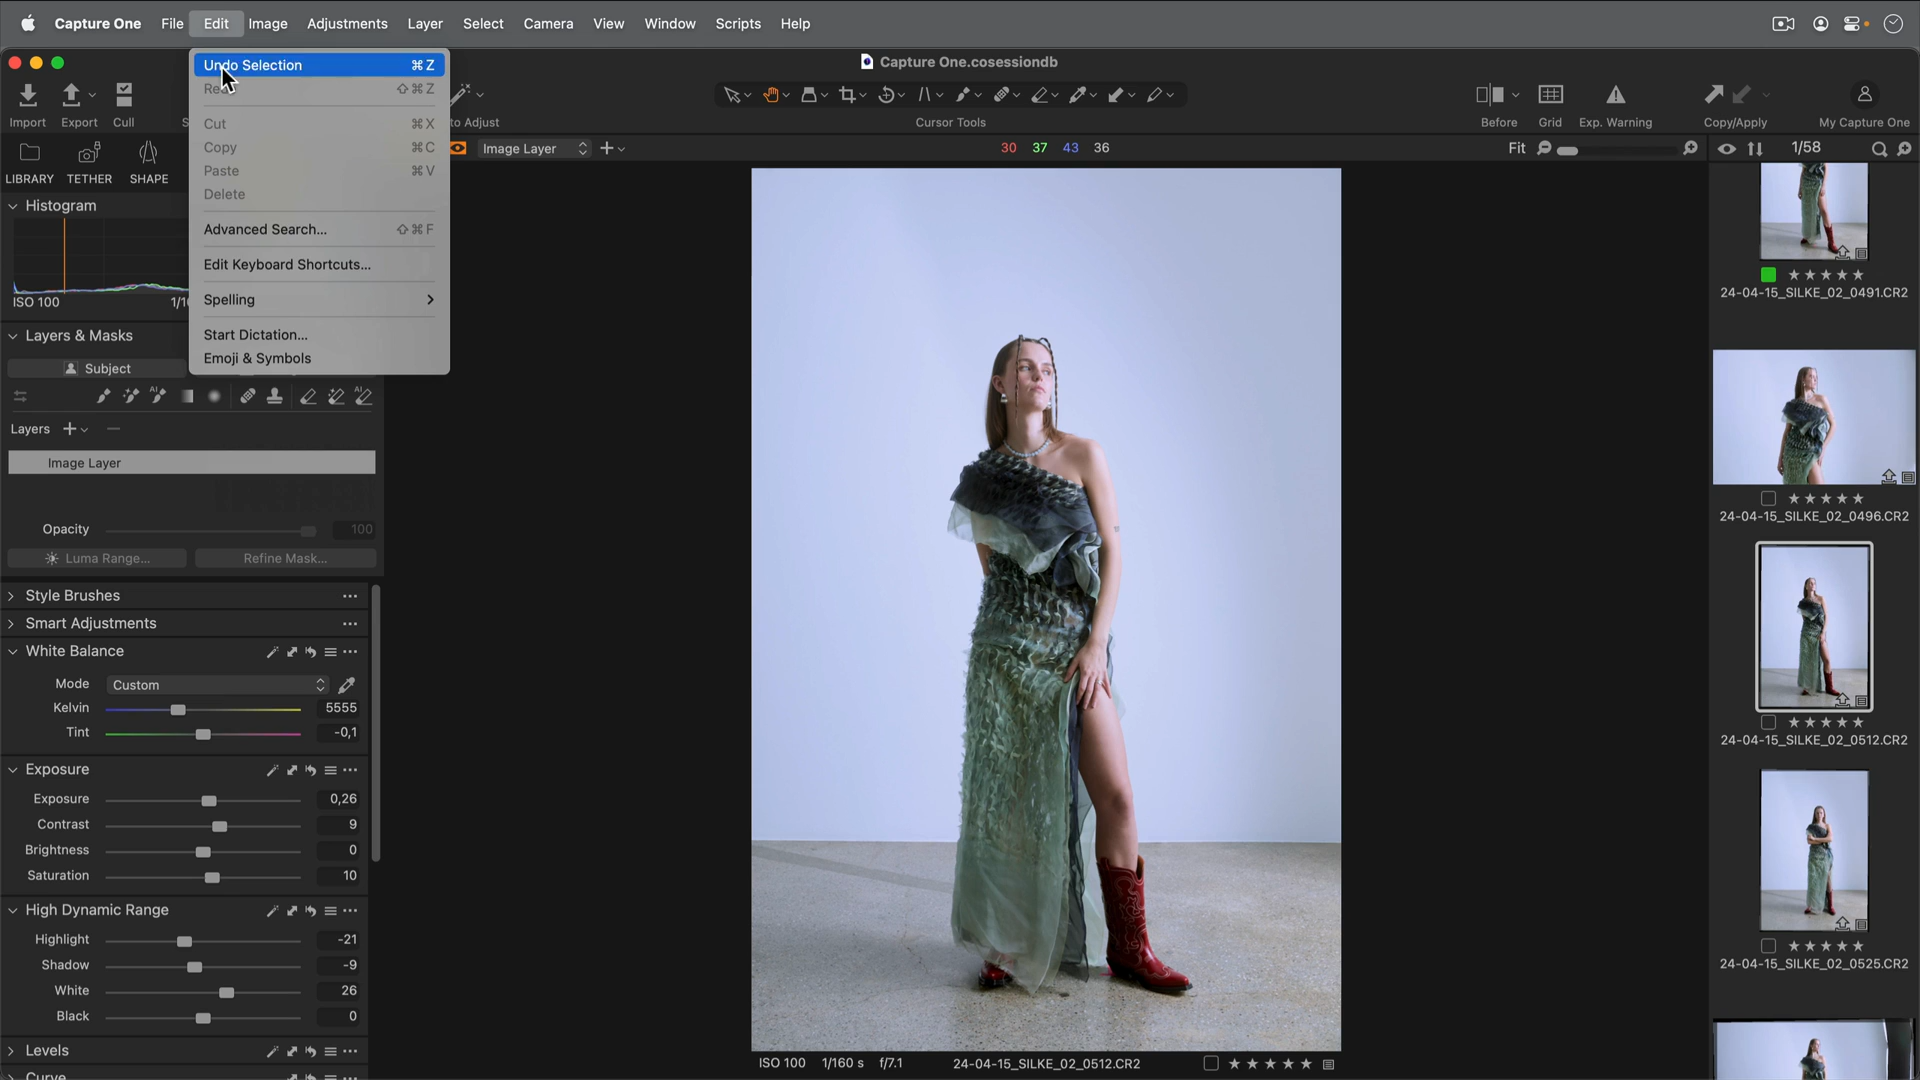 Capture One File Edit Image Adjustments Layer Select Camera View Window Scripts Help
Capture One.cosessiondb
Undo Selection ⌘ Z
Re ⇧ ⌘ Z
Cut ⌘ X
Copy ⌘ C
Paste ⌘ V
Delete
Advanced Search... ⇧ ⌘ F
Edit Keyboard Shortcuts...
Spelling
Start Dictation...
Emoji & Symbols
Import Export Cull
to Adjust
Cursor Tools
Before Grid Exp. Warning Copy/Apply My Capture One
LIBRARY TETHER SHAPE
Image Layer
30 37 43 36
Fit
1/58
Histogram
ISO 100 1/16
Layers & Masks
Subject
AI AI
Layers
Image Layer
Opacity 100
Luma Range... Refine Mask...
Style Brushes
Smart Adjustments
White Balance
Mode Custom
Kelvin 5555
Tint -0,1
Exposure
Exposure 0,26
Contrast 9
Brightness 0
Saturation 10
High Dynamic Range
Highlight -21
Shadow -9
White 26
Black 0
Levels
Curve
ISO 100 1/160 s f/7.1 24-04-15_SILKE_02_0512.CR2
24-04-15_SILKE_02_0491.CR2
24-04-15_SILKE_02_0496.CR2
24-04-15_SILKE_02_0512.CR2
24-04-15_SILKE_02_0525.CR2